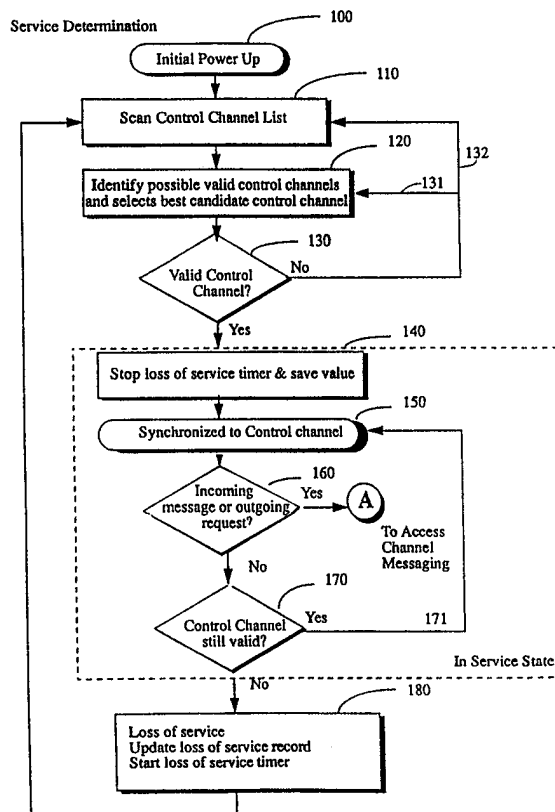 Service Determination
100
Initial Power Up
110
Scan Control Channel List
120
132
Identify possible valid control channels
and selects best candidate control channel
131
130
Valid Control
Channel?
No
Yes
140
Stop loss of service timer & save value
150
Synchronized to Control channel
160
Incoming
message or outgoing
request?
Yes
A
To Access
Channel
Messaging
No
170
Control Channel
still valid?
Yes
171
In Service State
No
180
Loss of service
Update loss of service record
Start loss of service timer